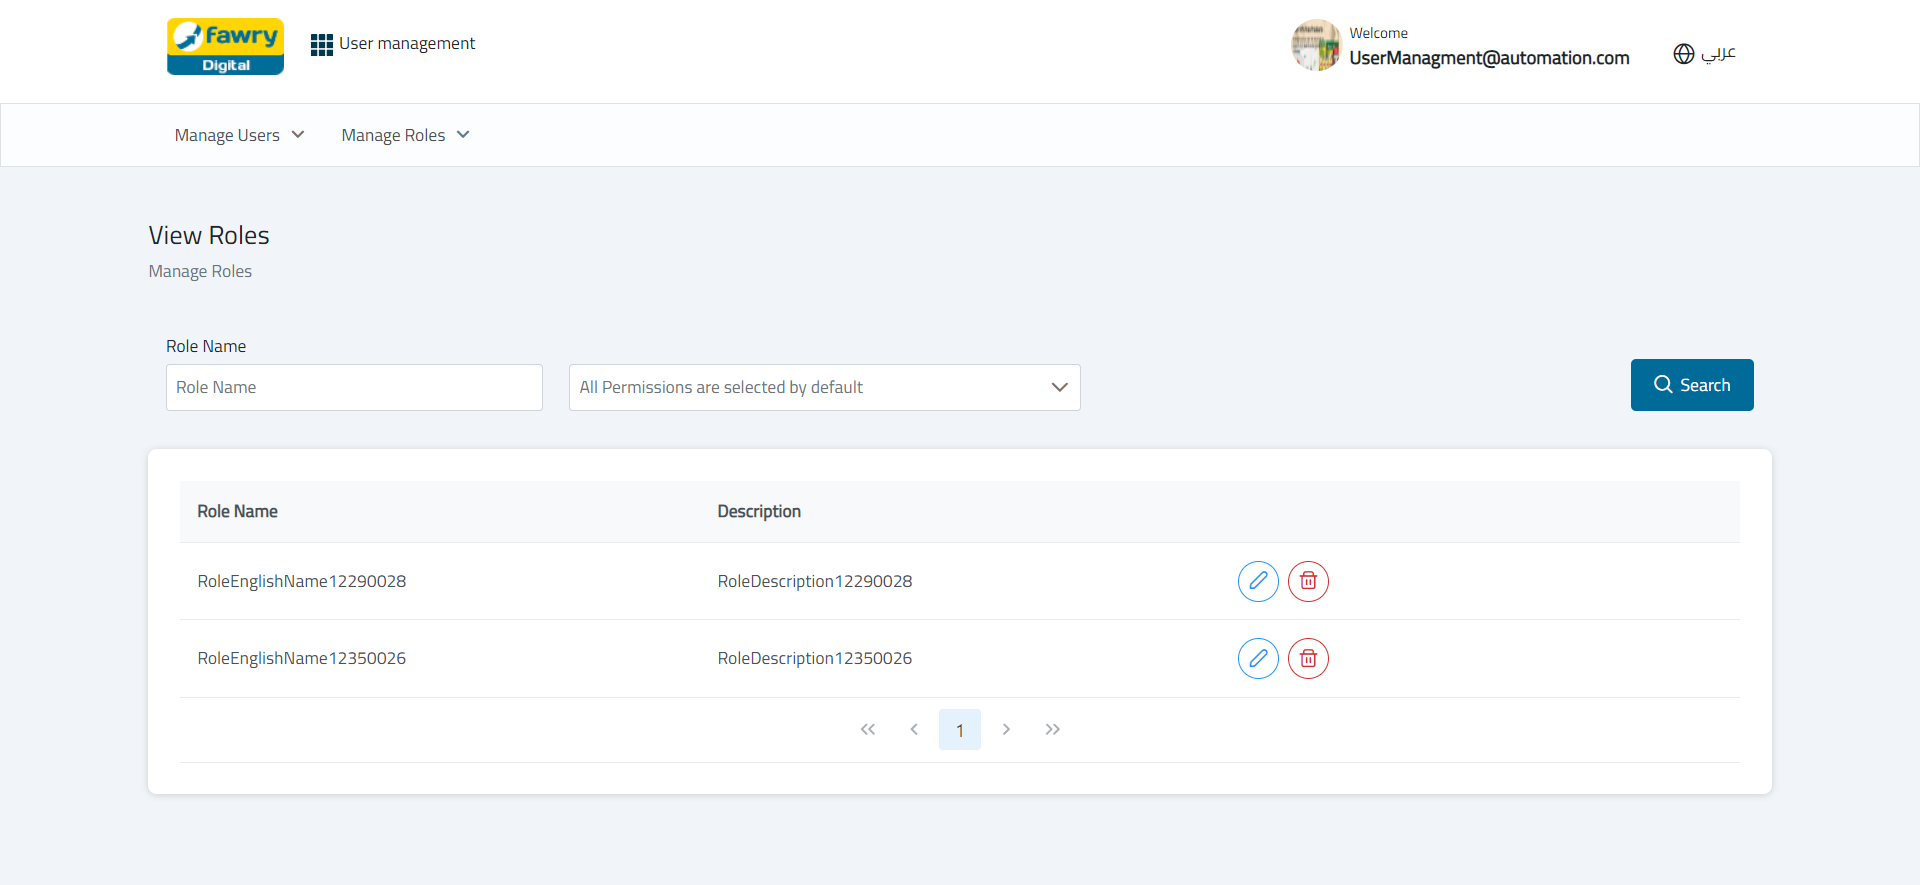 fawry
Digital
User management
Welcome
UserManagment@automation.com
عربي
Manage Users
Manage Roles
View Roles
Manage Roles
Role Name
Role Name
All Permissions are selected by default
Search
Role Name Description
RoleEnglishName12290028 RoleDescription12290028
RoleEnglishName12350026 RoleDescription12350026
1